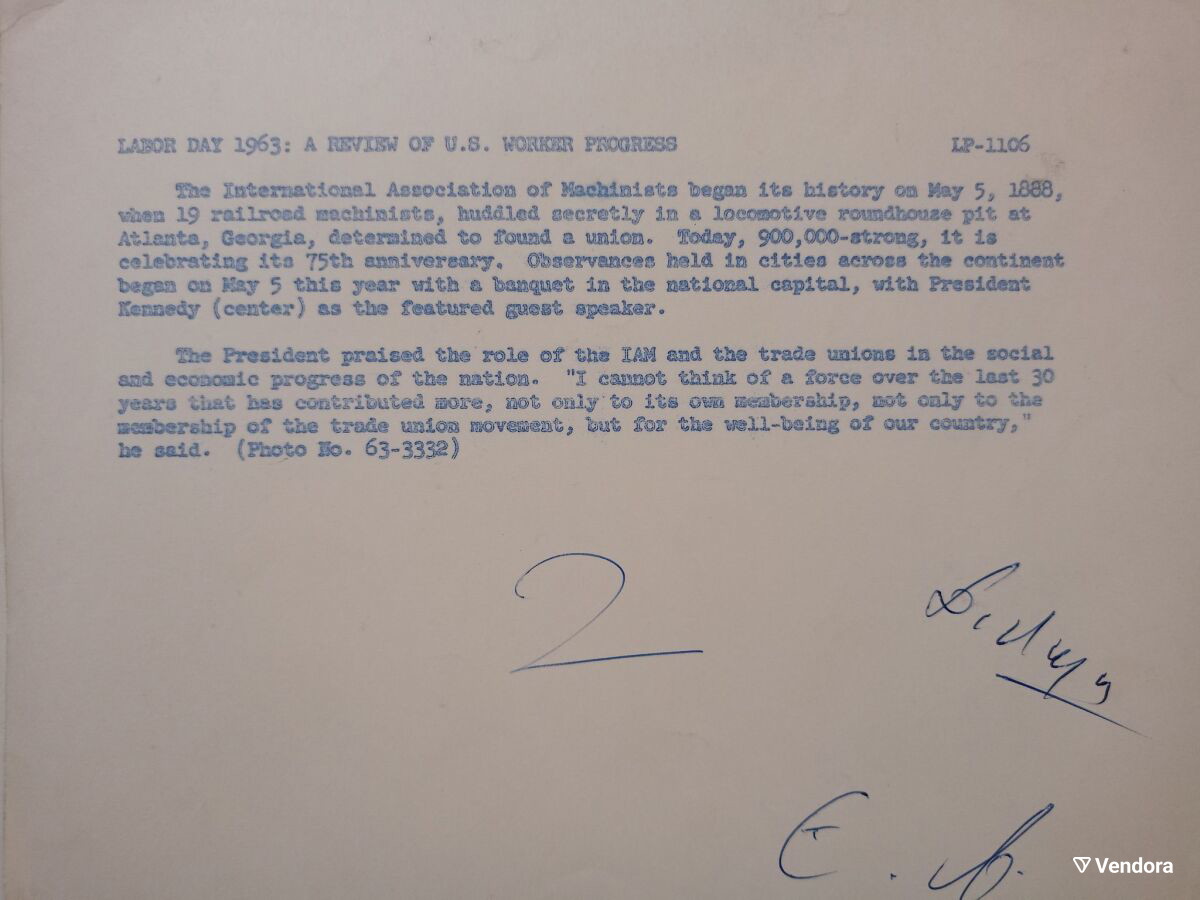 LABOR DAY 1963: A REVIEW OF U.S. WORKER PROGRESS LP-1106
The International Association of Machinists began its history on May 5, 1888,
when 19 railroad machinists, huddled secretly in a locomotive roundhouse pit at
Atlanta, Georgia, determined to found a union. Today, 900,000-strong, it is
celebrating its 75th anniversary. Observances held in cities across the continent
began on May 5 this year with a banquet in the national capital, with President
Kennedy (center) as the featured guest speaker.
The President praised the role of the IAM and the trade unions in the social
and economic progress of the nation. "I cannot think of a force over the last 30
years that has contributed more, not only to its own membership, not only to the
membership of the trade union movement, but for the well-being of our country,"
he said. (Photo No. 63-3332)
2
Vendora